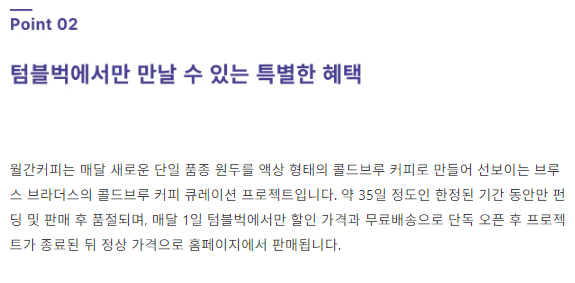 Point 02
텀블벅에서만 만날 수 있는 특별한 혜택
월간커피는 매달 새로운 단일 품종 원두를 액상 형태의 콜드브루 커피로 만들어 선보이는 브루
스 브라더스의 콜드브루 커피 큐레이션 프로젝트입니다. 약 35일 정도인 한정된 기간 동안만 펀
딩 및 판매 후 품절되며, 매달 1일 텀블벅에서만 할인 가격과 무료배송으로 단독 오픈 후 프로젝
트가 종료된 뒤 정상 가격으로 홈페이지에서 판매됩니다.